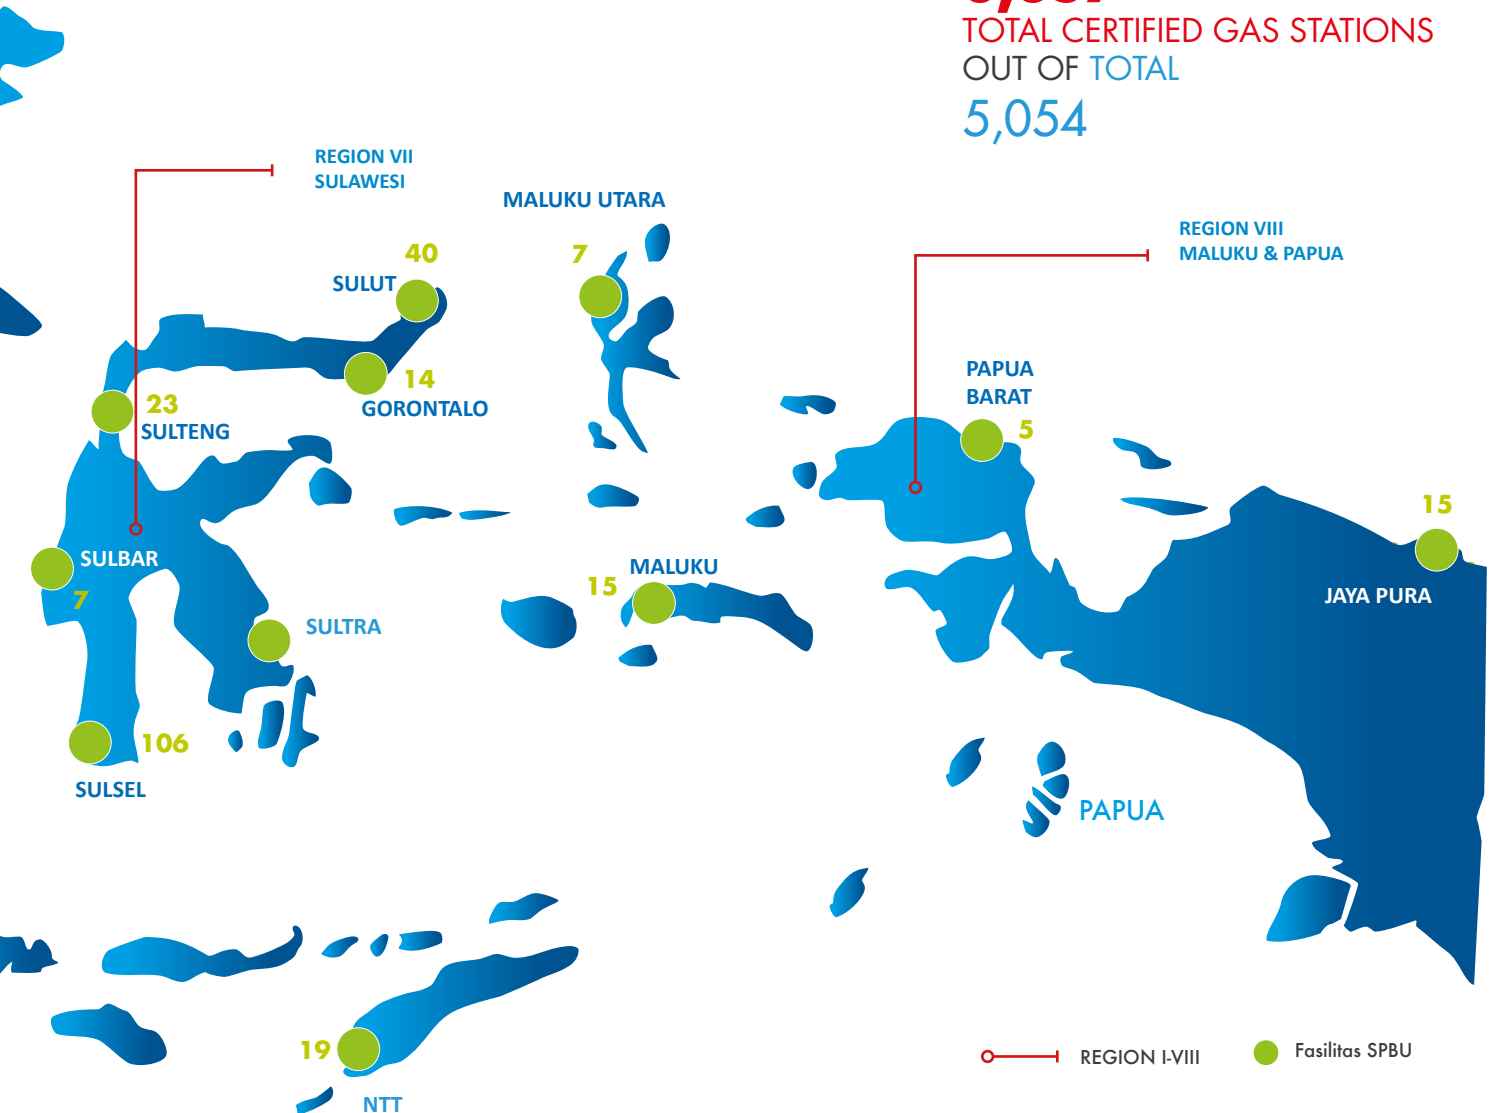 TOTAL CERTIFIED GAS STATIONS
OUT OF TOTAL
5,054
REGION VII
SULAWESI
MALUKU UTARA
7
REGION VIII
MALUKU & PAPUA
40
SULUT
14
GORONTALO
23
SULTENG
PAPUA
BARAT
5
15
JAYA PURA
SULBAR
7
MALUKU
15
SULTRA
106
SULSEL
PAPUA
19
NTT
REGION I-VIII
Fasilitas SPBU